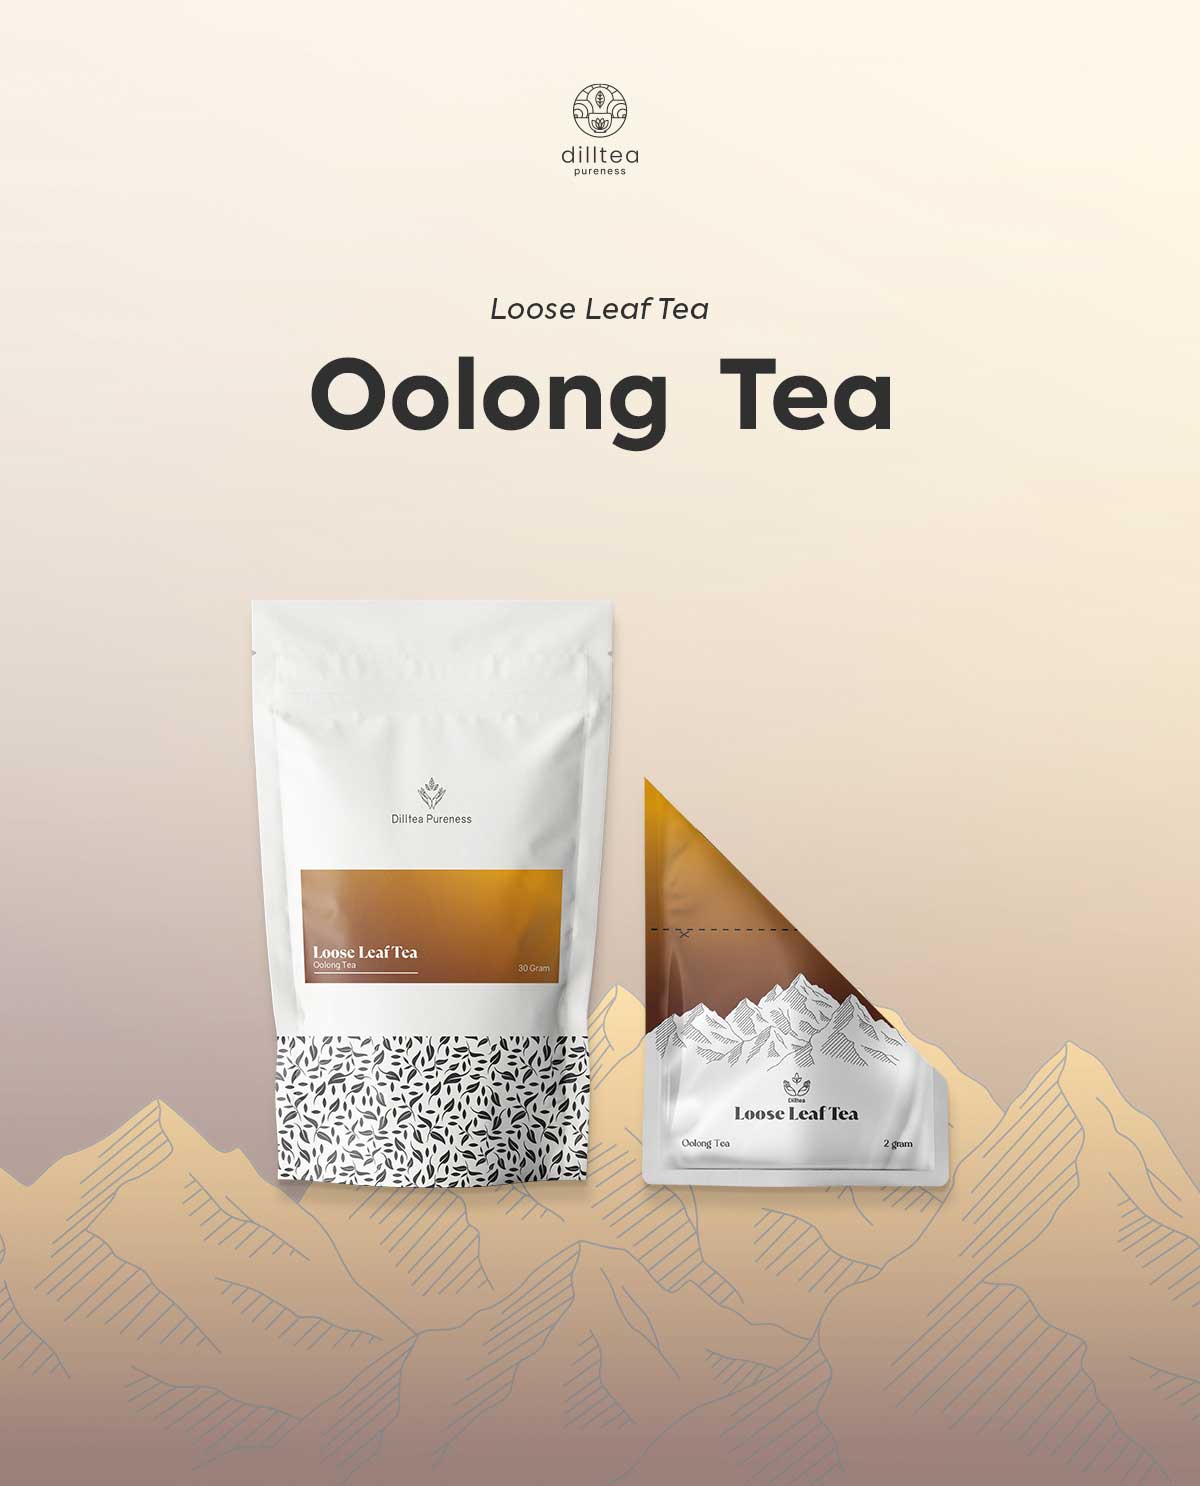 dilltea
pureness
Loose Leaf Tea
Oolong Tea
Dilltea Pureness
Loose Leaf Tea
Oolong Tea
30 Gram
Dilltea
Loose Leaf Tea
Oolong Tea
2 gram